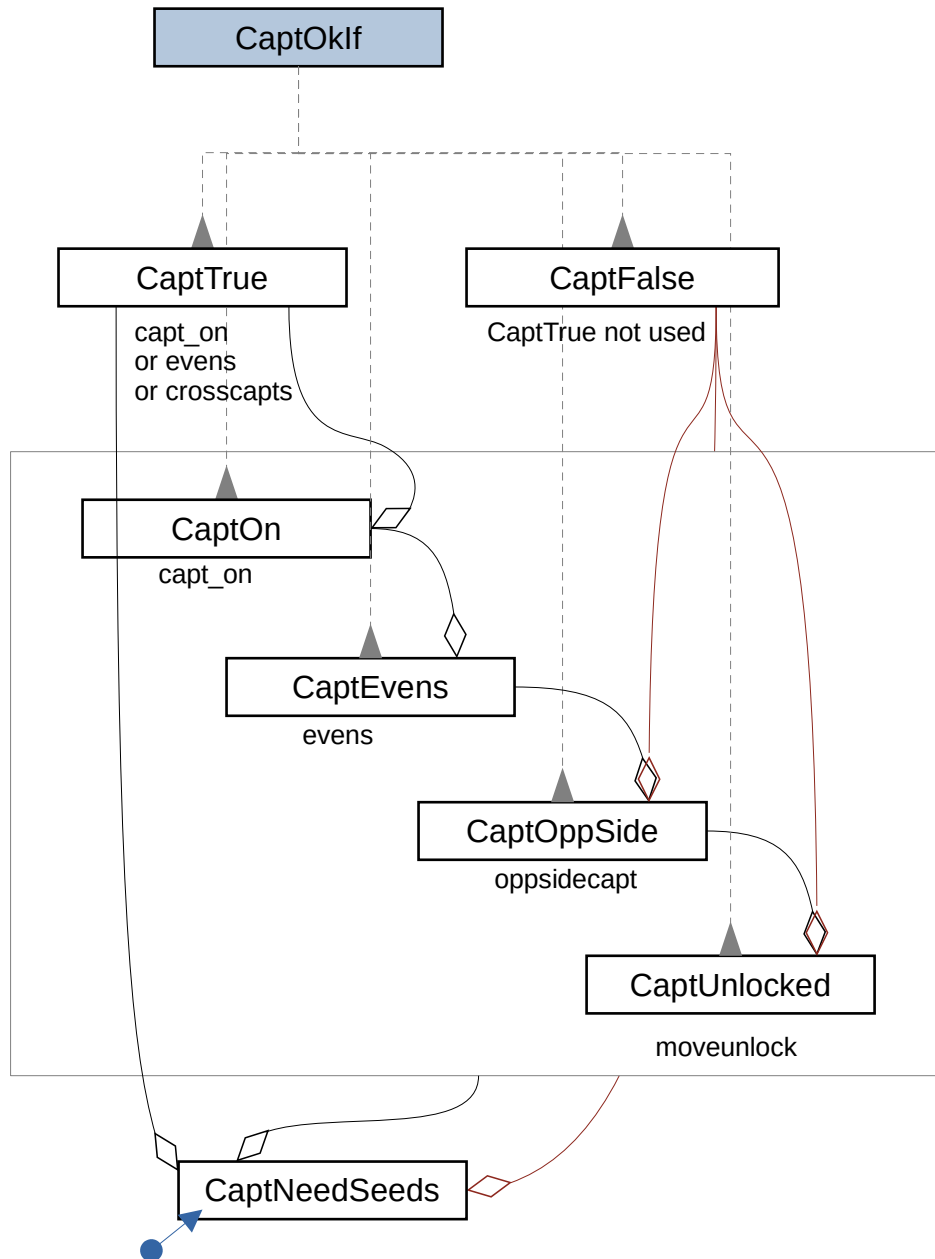 CaptOkIf
CaptTrue
CaptFalse
capt_on
or evens
or crosscapts
CaptTrue not used
CaptOn
capt_on
CaptEvens
evens
CaptOppSide
oppsidecapt
CaptUnlocked
moveunlock
CaptNeedSeeds